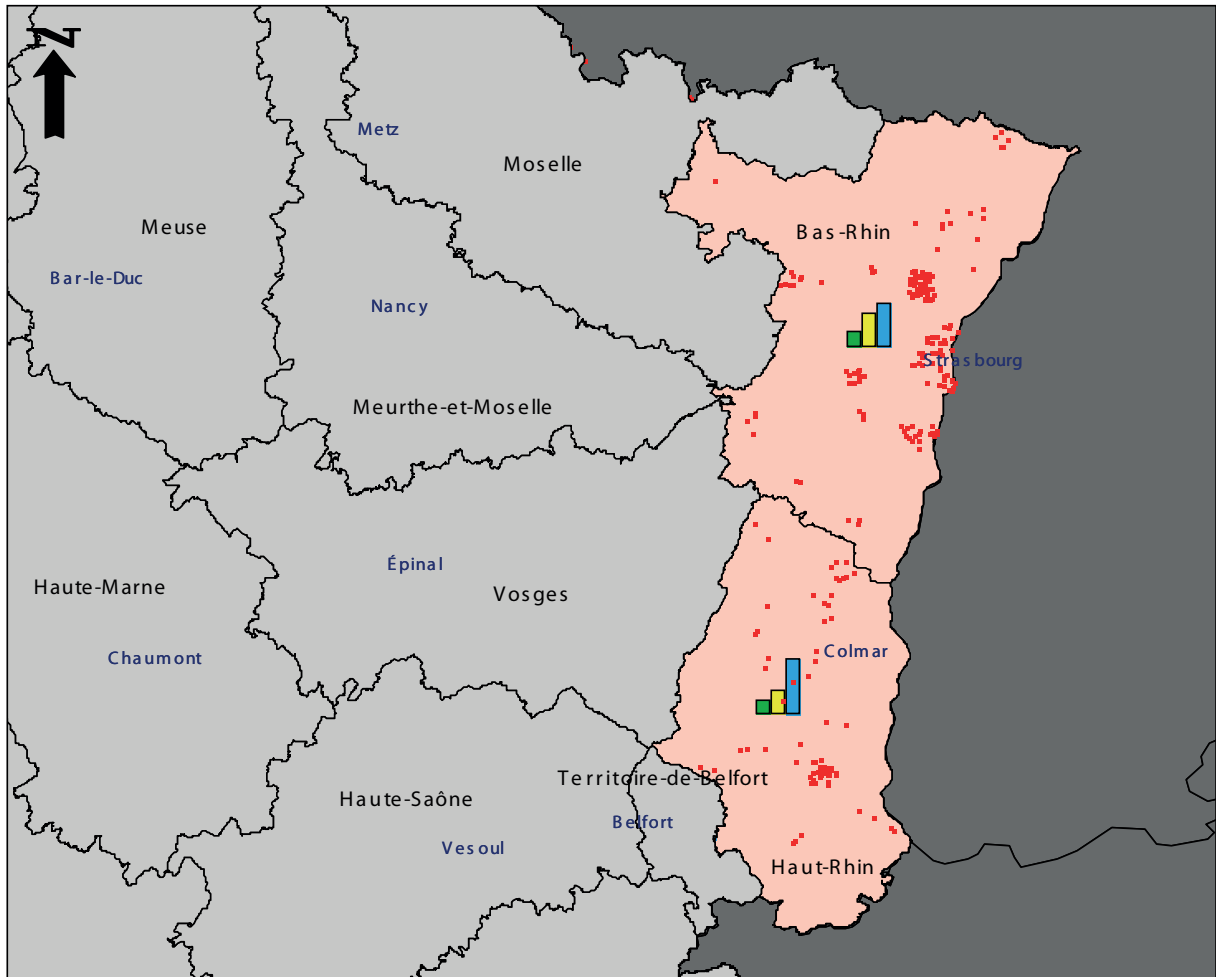 N
Metz
Moselle
Meuse
Bas-Rhin
Bar-le-Duc
Nancy
Strasbourg
Meurthe-et-Moselle
Épinal
Haute-Marne
Vosges
Chaumont
Colmar
Territoire-de-Belfort
Haute-Saône
Belfort
Vesoul
Haut-Rhin